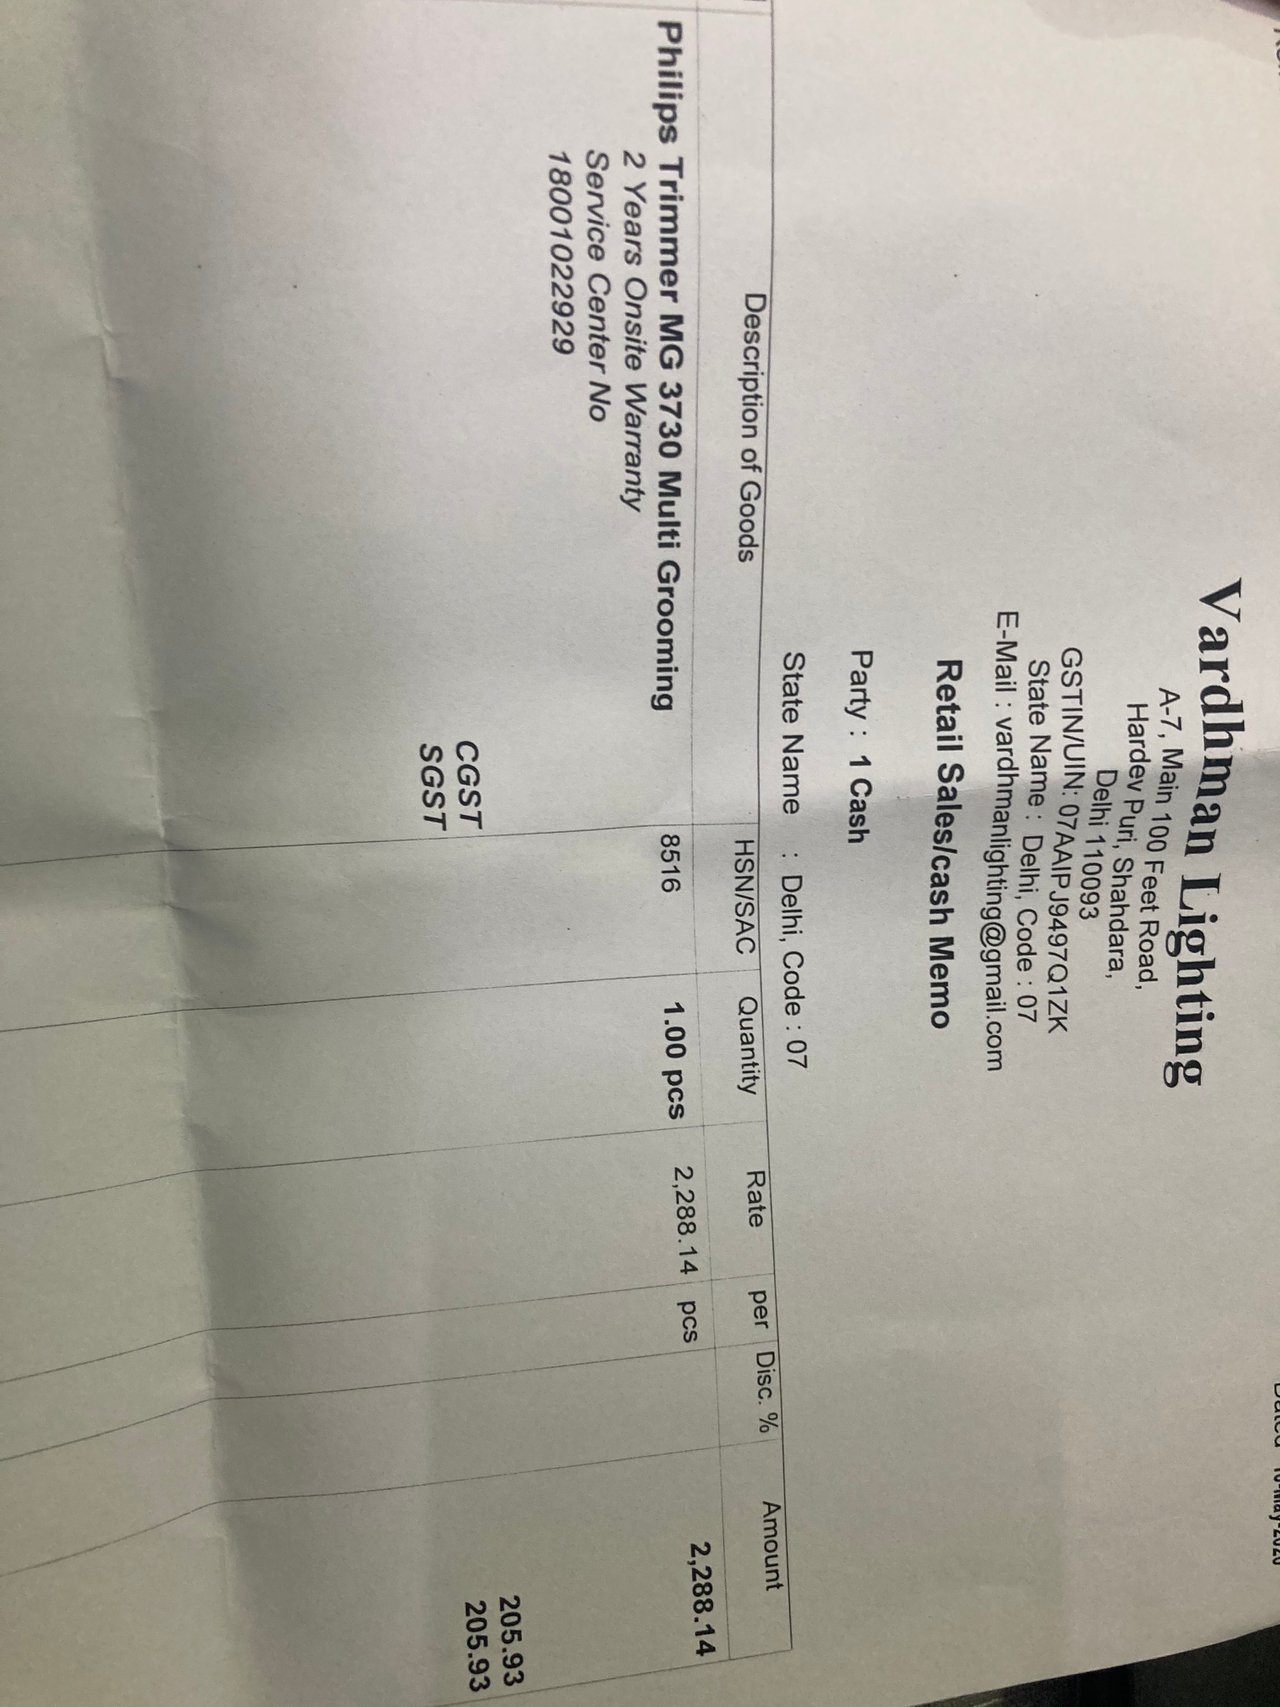 Vardhman Lighting
A-7, Main 100 Feet Road,
Hardev Puri, Shahdara,
Delhi 110093
GSTIN/UIN: 07AAIPJ9497Q1ZK
State Name : Delhi, Code : 07
E-Mail : vardhmanlighting@gmail.com
Retail Sales/cash Memo
Party : 1 Cash
State Name : Delhi, Code : 07
Description of Goods HSN/SAC Quantity Rate per Disc. % Amount
Philips Trimmer MG 3730 Multi Grooming 8516 1.00 pcs 2,288.14 pcs 2,288.14
2 Years Onsite Warranty
Service Center No
18001022929
CGST 205.93
SGST 205.93